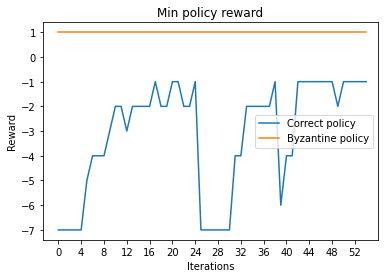 Min policy reward
1
0
−1
−2
−3
−4
−5
−6
−7
Reward
Correct policy
Byzantine policy
0 4 8 12 16 20 24 28 32 36 40 44 48 52
Iterations